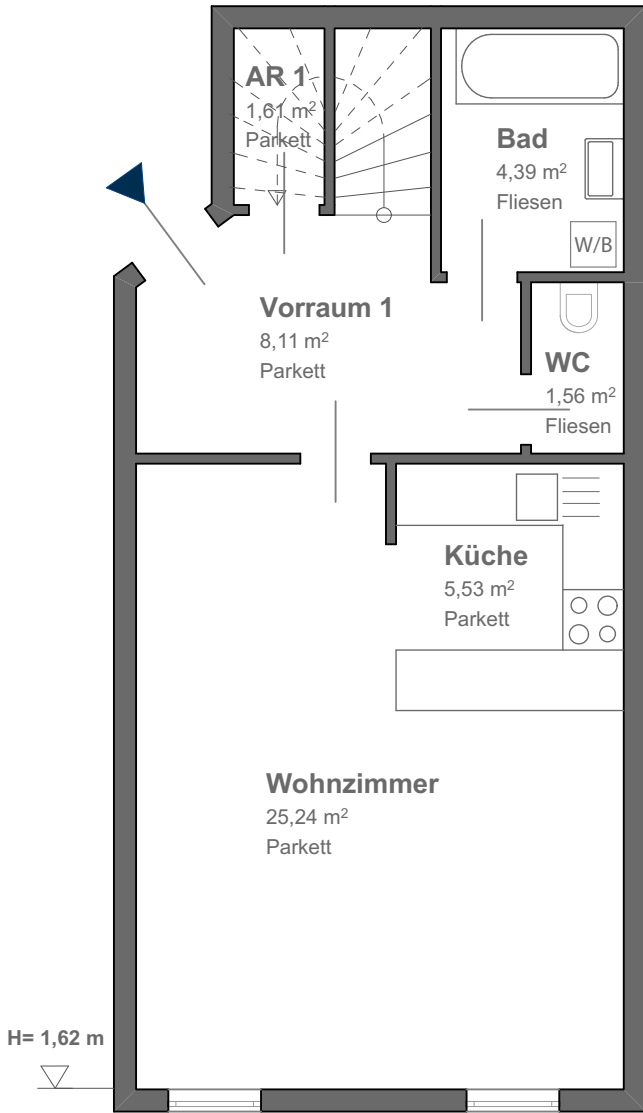 AR 1
1,61 m²
Parkett
Bad
4,39 m²
Fliesen
W/B
Vorraum 1
8,11 m²
Parkett
WC
1,56 m²
Fliesen
Küche
5,53 m²
Parkett
Wohnzimmer
25,24 m²
Parkett
H= 1,62 m